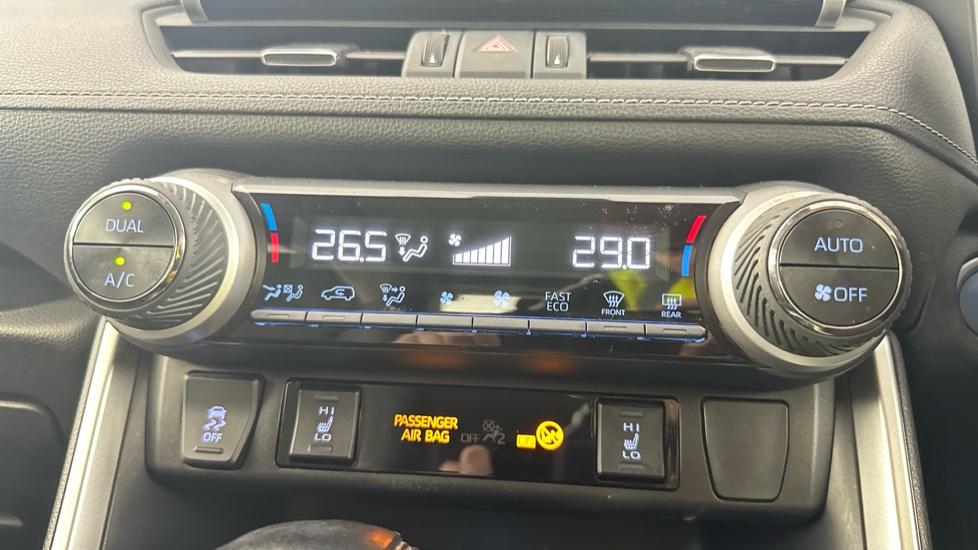 DUAL
A/C
26.5
29.0
AUTO
OFF
FAST
ECO
FRONT
REAR
OFF
HI
LO
PASSENGER
AIR BAG
OFF
2
HI
LO